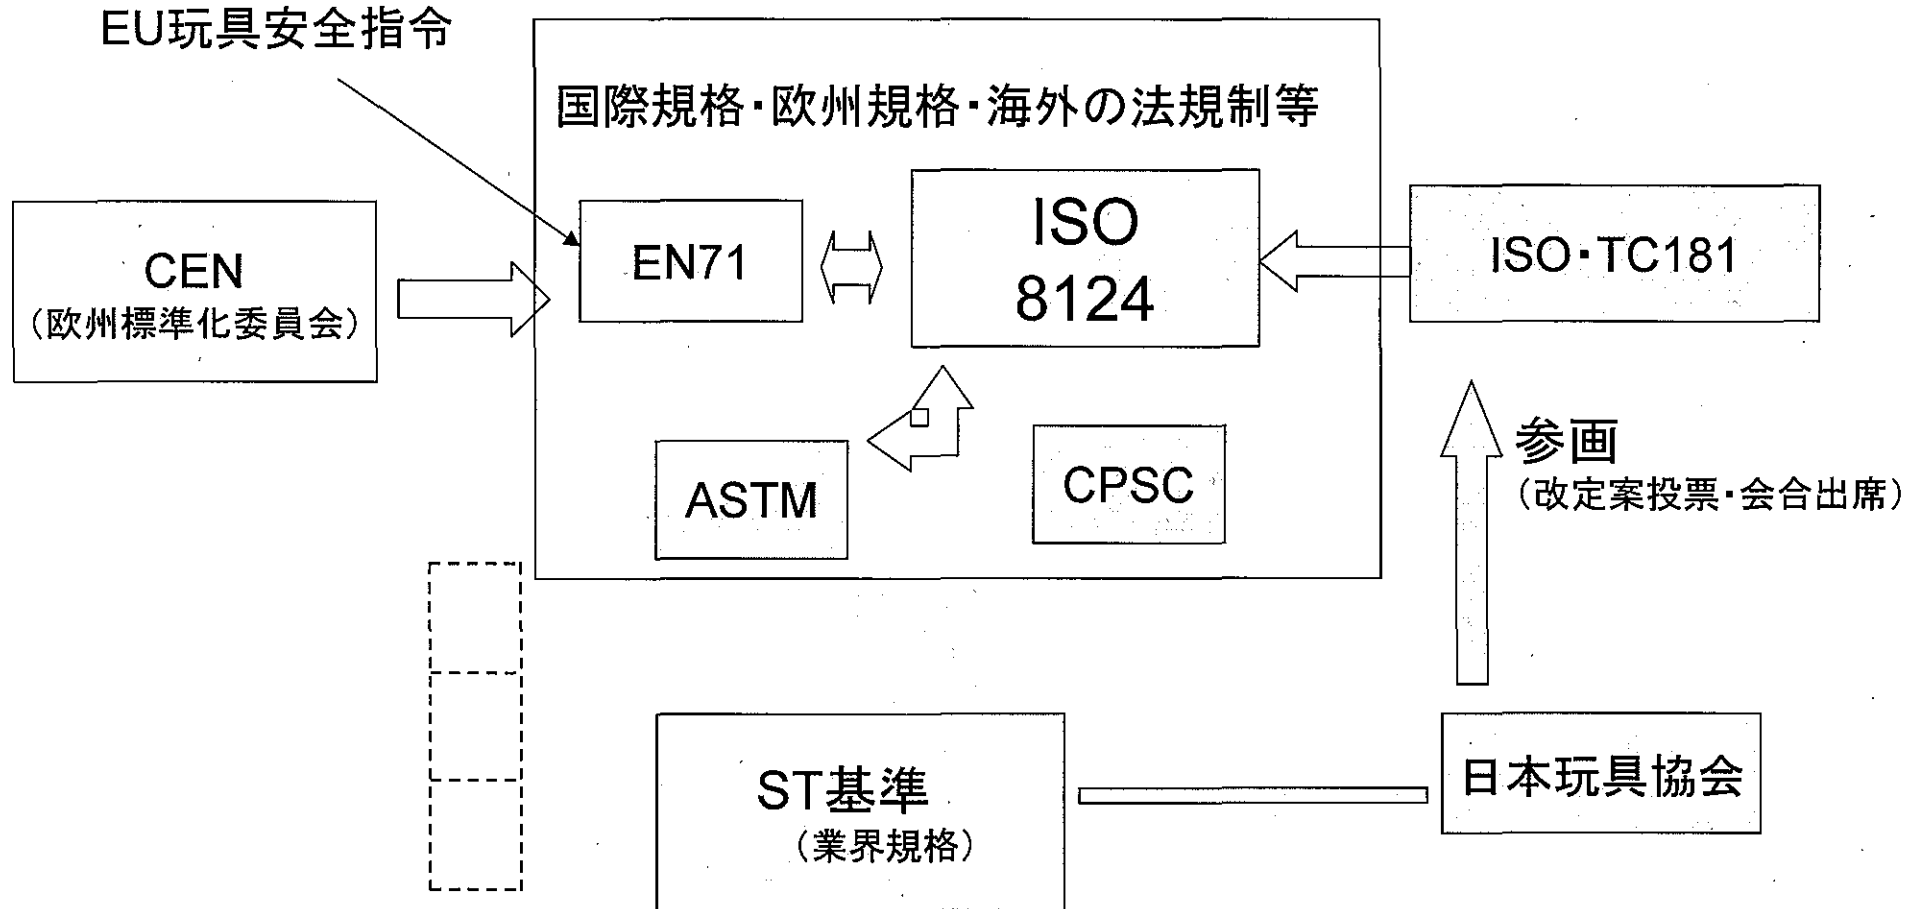 EU玩具安全指令
国際規格・欧州規格・海外の法規制等
CEN
（欧州標準化委員会）
EN71
ISO
8124
ISO・TC181
ASTM
CPSC
参画
（改定案投票・会合出席）
ST基準
（業界規格）
日本玩具協会